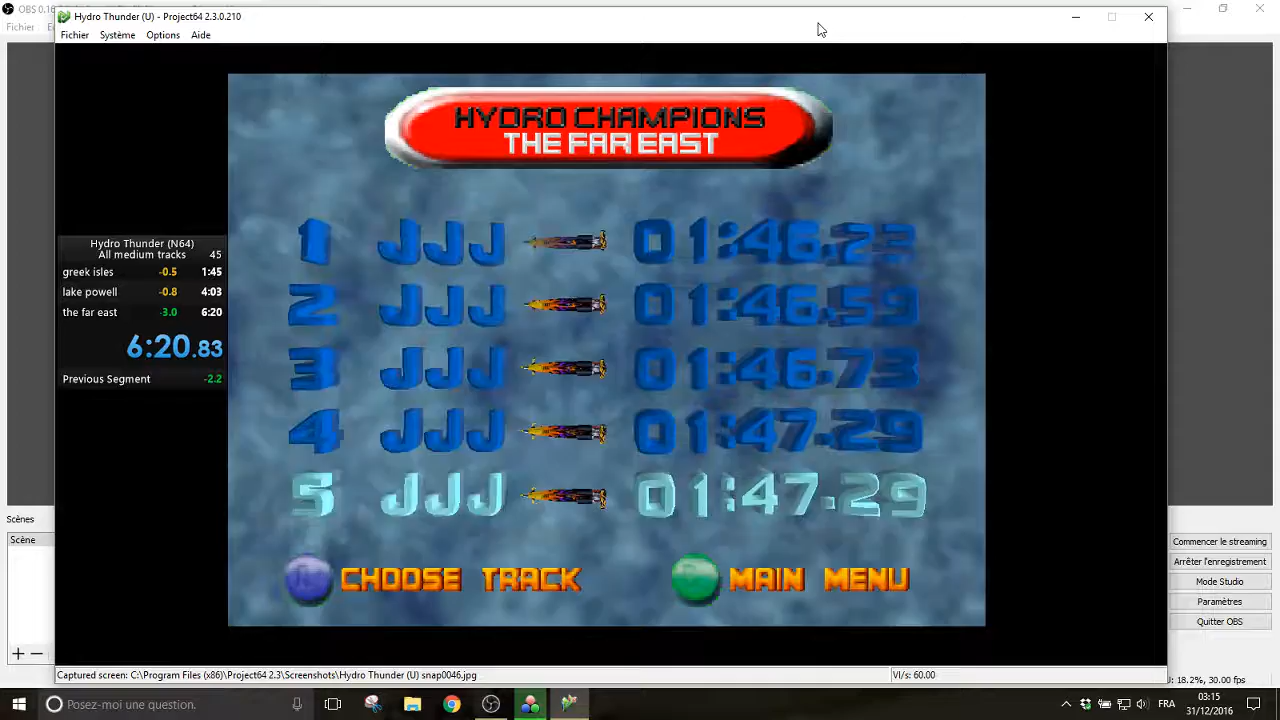 OBS 0.16
Hydro Thunder (U) - Project64 2.3.0.210
Fichier
Fichier Système Options Aide
HYDRO CHAMPIONS
THE FAR EAST
1 JJJ 01:46.23
2 JJJ 01:46.59
3 JJJ 01:46.73
4 JJJ 01:47.29
5 JJJ 01:47.29
CHOOSE TRACK MAIN MENU
Hydro Thunder (N64)
All medium tracks 45
greek isles -0.5 1:45
lake powell -0.8 4:03
the far east -3.0 6:20
6:20.83
Previous Segment -2.2
Scènes
Scène
Commencer le streaming
Arrêter l'enregistrement
Mode Studio
Paramètres
Quitter OBS
Captured screen: C:\Program Files (x86)\Project64 2.3\Screenshots\Hydro Thunder (U) snap0046.jpg
VI/s: 60.00
18.2%, 30.00 fps
Posez-moi une question.
FRA
03:15
31/12/2016